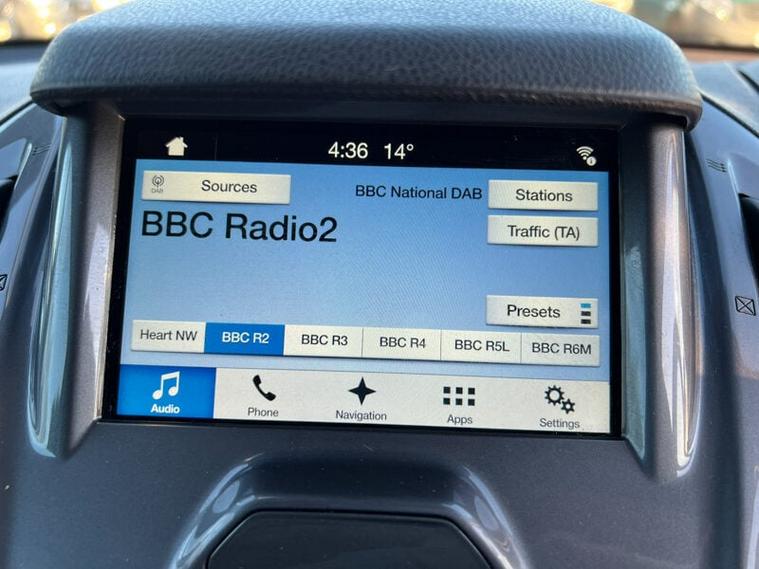 4:36 14°
DAB
Sources
BBC National DAB
Stations
BBC Radio2
Traffic (TA)
Presets
Heart NW
BBC R2
BBC R3
BBC R4
BBC R5L
BBC R6M
Audio
Phone
Navigation
Apps
Settings